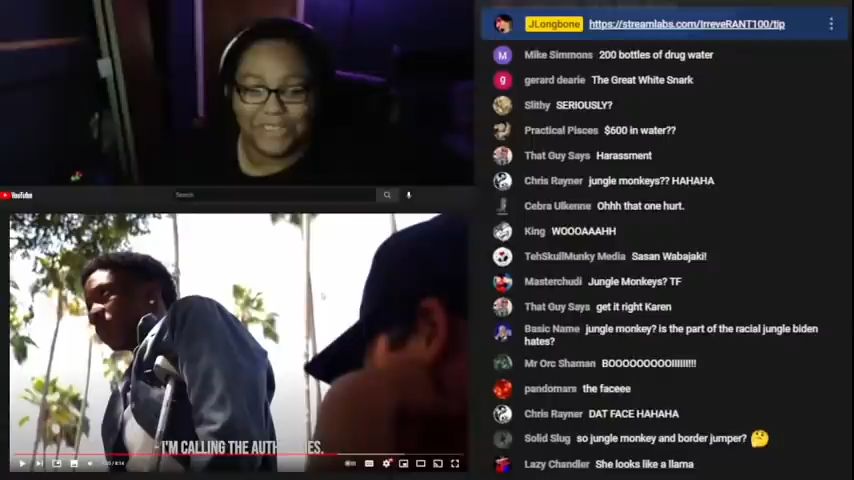 JLongbone https://streamlabs.com/IrreveRANT100/tip
Mike Simmons 200 bottles of drug water
gerard dearie The Great White Snark
Slithy SERIOUSLY?
Practical Pisces $600 in water??
That Guy Says Harassment
Chris Rayner jungle monkeys?? HAHAHA
Cebra Ulkenne Ohhh that one hurt.
King WOOOAAAHH
TehSkullMunky Media Sasan Wabajaki!
Masterchudi Jungle Monkeys? TF
That Guy Says get it right Karen
Basic Name jungle monkey? is the part of the racial jungle biden
hates?
Mr Orc Shaman BOOOOOOOOOIIIIIII!!!
pandomars the faceee
Chris Rayner DAT FACE HAHAHA
Solid Slug so jungle monkey and border jumper? 🤔
Lazy Chandler She looks like a llama
YouTube
Search
- I'M CALLING THE AUTHORITIES.